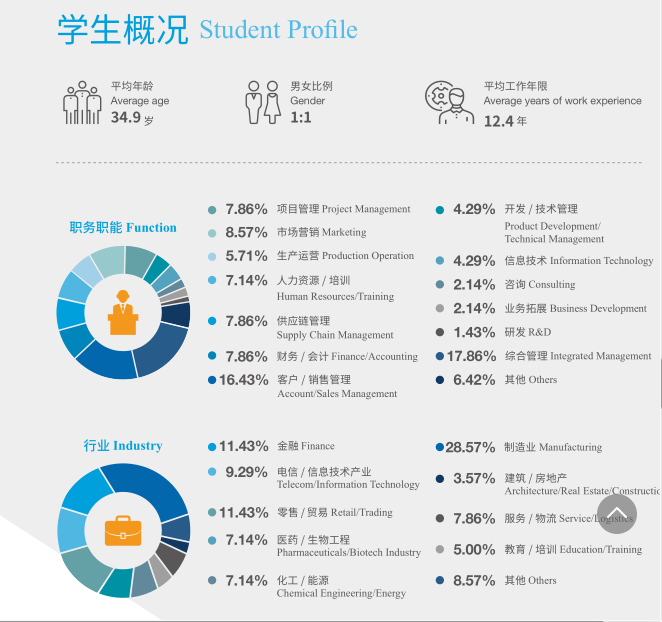 学生概况 Student Profile
平均年龄
Average age
34.9 岁
男女比例
Gender
1:1
平均工作年限
Average years of work experience
12.4 年
职务职能 Function
7.86% 项目管理 Project Management
8.57% 市场营销 Marketing
5.71% 生产运营 Production Operation
7.14% 人力资源 / 培训
Human Resources/Training
7.86% 供应链管理
Supply Chain Management
7.86% 财务 / 会计 Finance/Accounting
16.43% 客户 / 销售管理
Account/Sales Management
4.29% 开发 / 技术管理
Product Development/
Technical Management
4.29% 信息技术 Information Technology
2.14% 咨询 Consulting
2.14% 业务拓展 Business Development
1.43% 研发 R&D
17.86% 综合管理 Integrated Management
6.42% 其他 Others
行业 Industry
11.43% 金融 Finance
9.29% 电信 / 信息技术产业
Telecom/Information Technology
11.43% 零售 / 贸易 Retail/Trading
7.14% 医药 / 生物工程
Pharmaceuticals/Biotech Industry
7.14% 化工 / 能源
Chemical Engineering/Energy
28.57% 制造业 Manufacturing
3.57% 建筑 / 房地产
Architecture/Real Estate/Constructio
7.86% 服务 / 物流 Service/Logistics
5.00% 教育 / 培训 Education/Training
8.57% 其他 Others